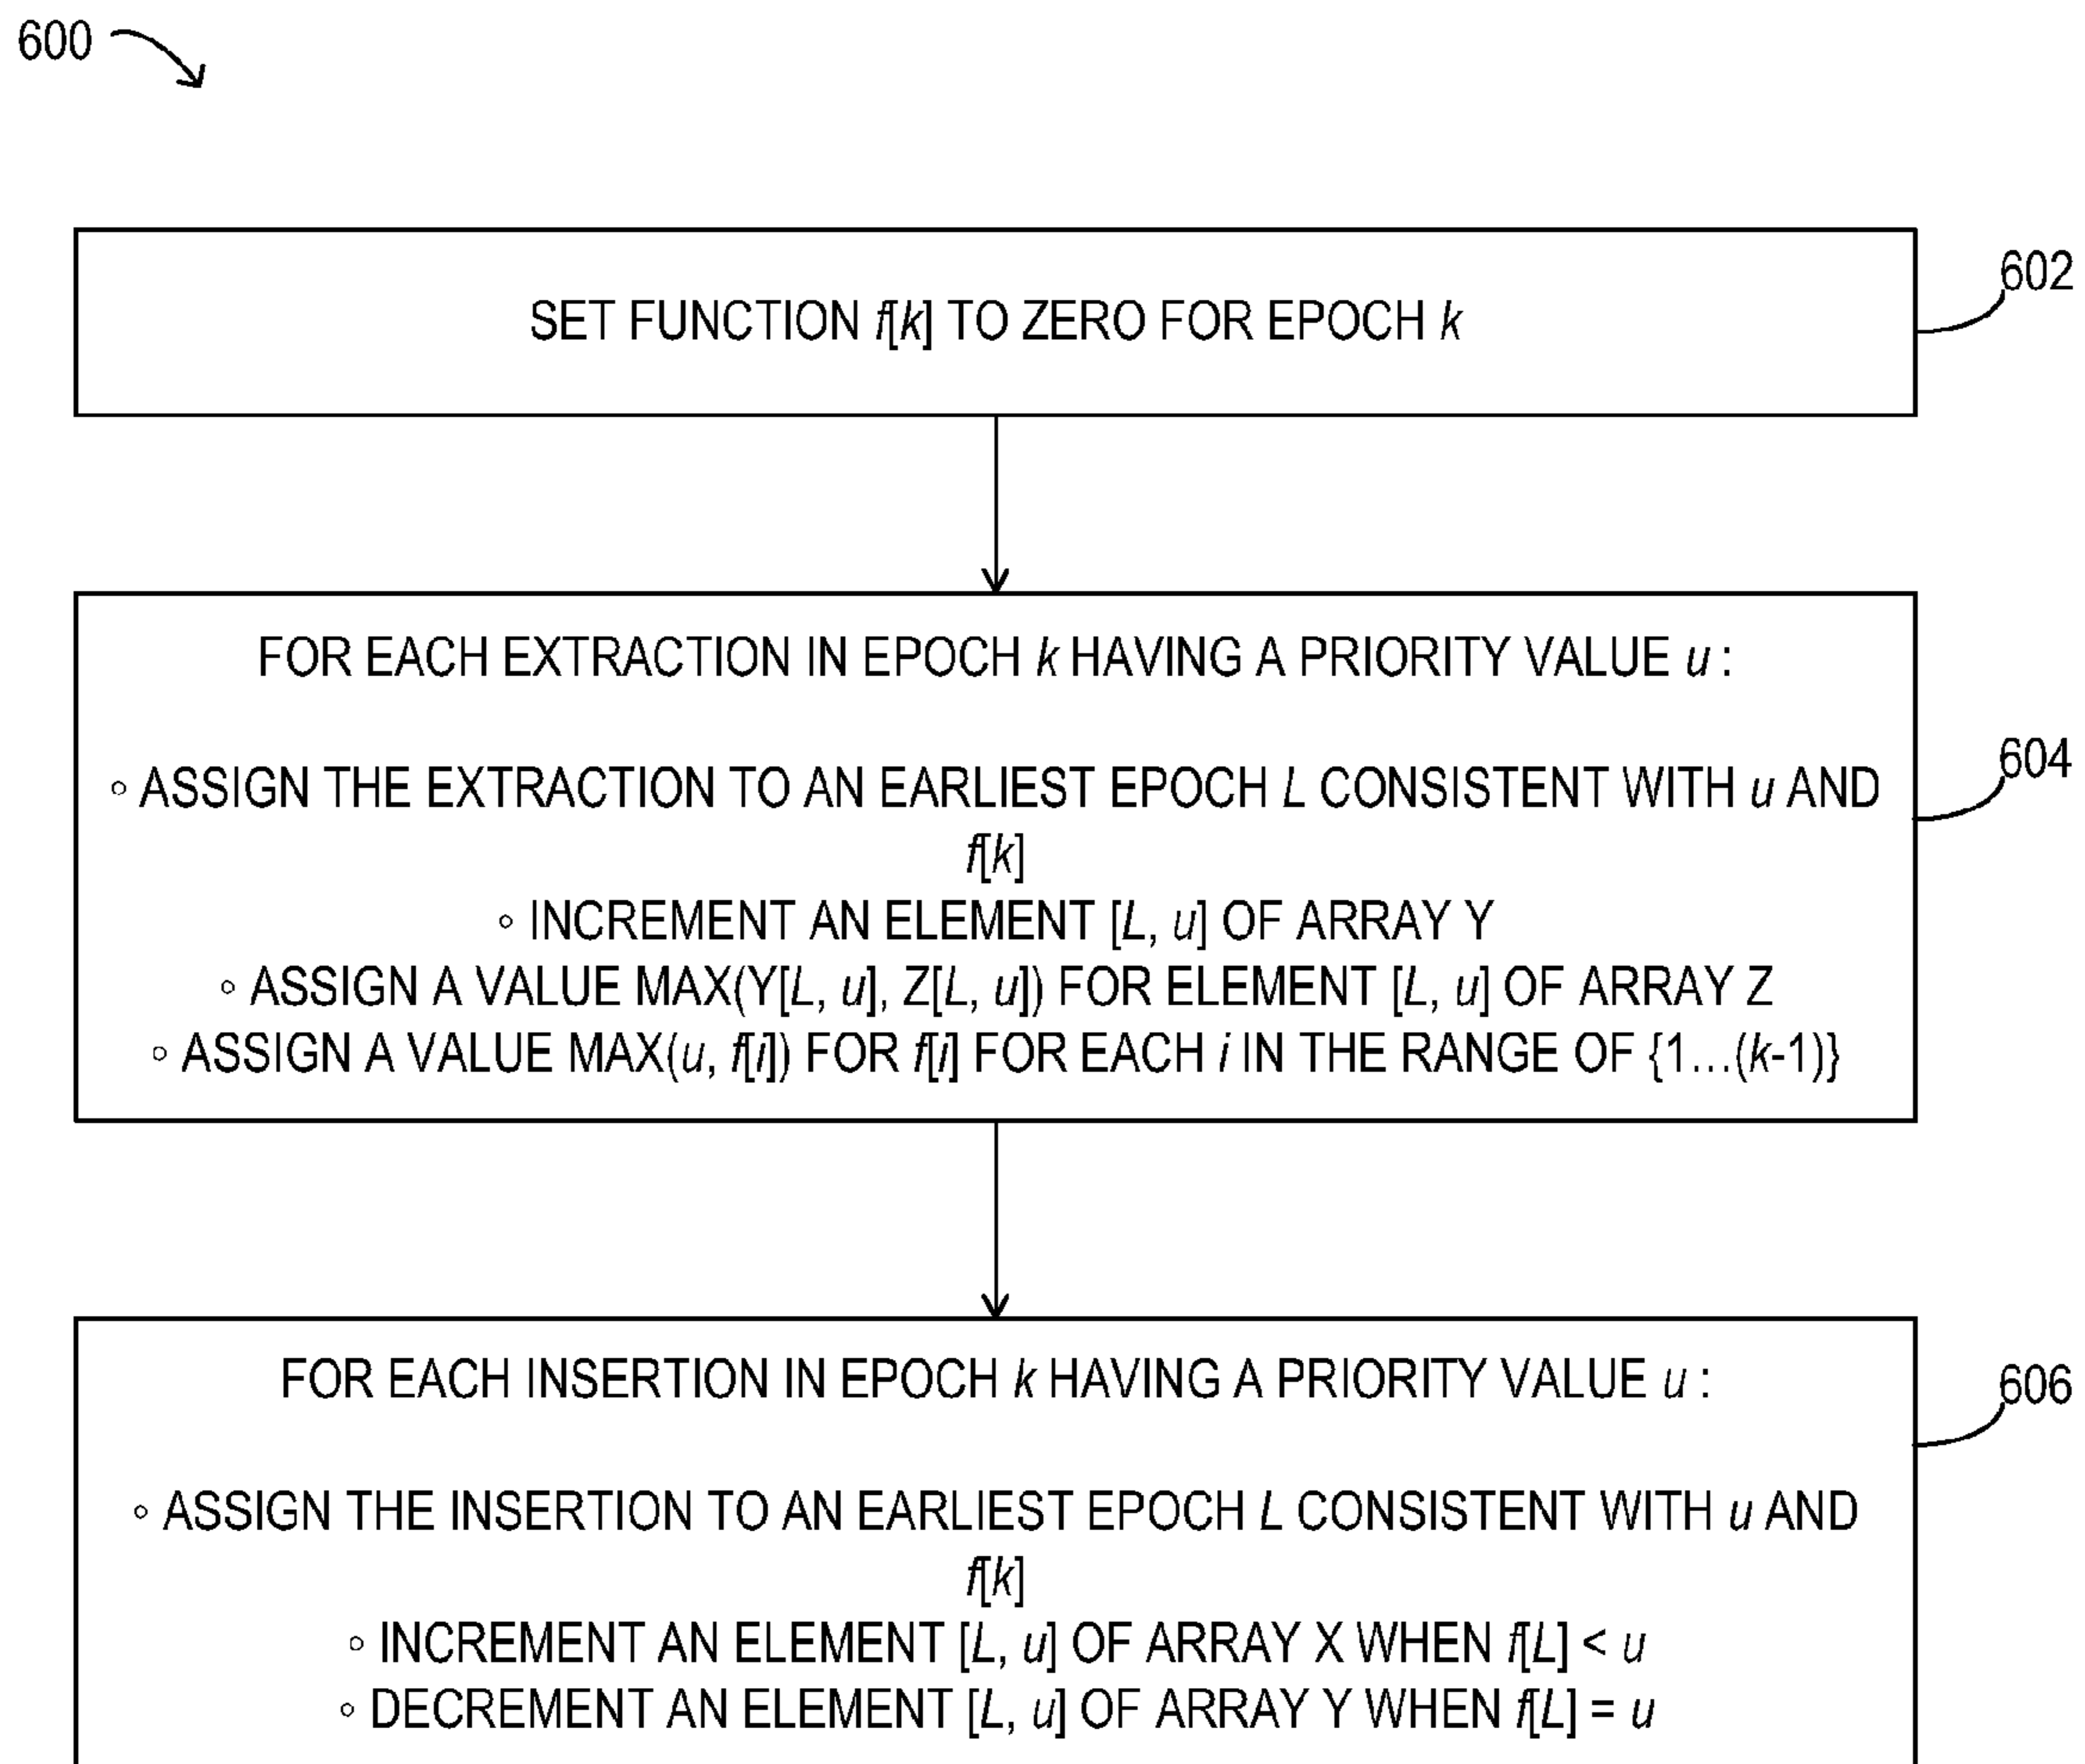 600
SET FUNCTION f[k] TO ZERO FOR EPOCH k
602
FOR EACH EXTRACTION IN EPOCH k HAVING A PRIORITY VALUE u :
◦ ASSIGN THE EXTRACTION TO AN EARLIEST EPOCH L CONSISTENT WITH u AND
f[k]
◦ INCREMENT AN ELEMENT [L, u] OF ARRAY Y
◦ ASSIGN A VALUE MAX(Y[L, u], Z[L, u]) FOR ELEMENT [L, u] OF ARRAY Z
◦ ASSIGN A VALUE MAX(u, f[i]) FOR f[i] FOR EACH i IN THE RANGE OF {1...(k-1)}
604
FOR EACH INSERTION IN EPOCH k HAVING A PRIORITY VALUE u :
◦ ASSIGN THE INSERTION TO AN EARLIEST EPOCH L CONSISTENT WITH u AND
f[k]
◦ INCREMENT AN ELEMENT [L, u] OF ARRAY X WHEN f[L] < u
◦ DECREMENT AN ELEMENT [L, u] OF ARRAY Y WHEN f[L] = u
606